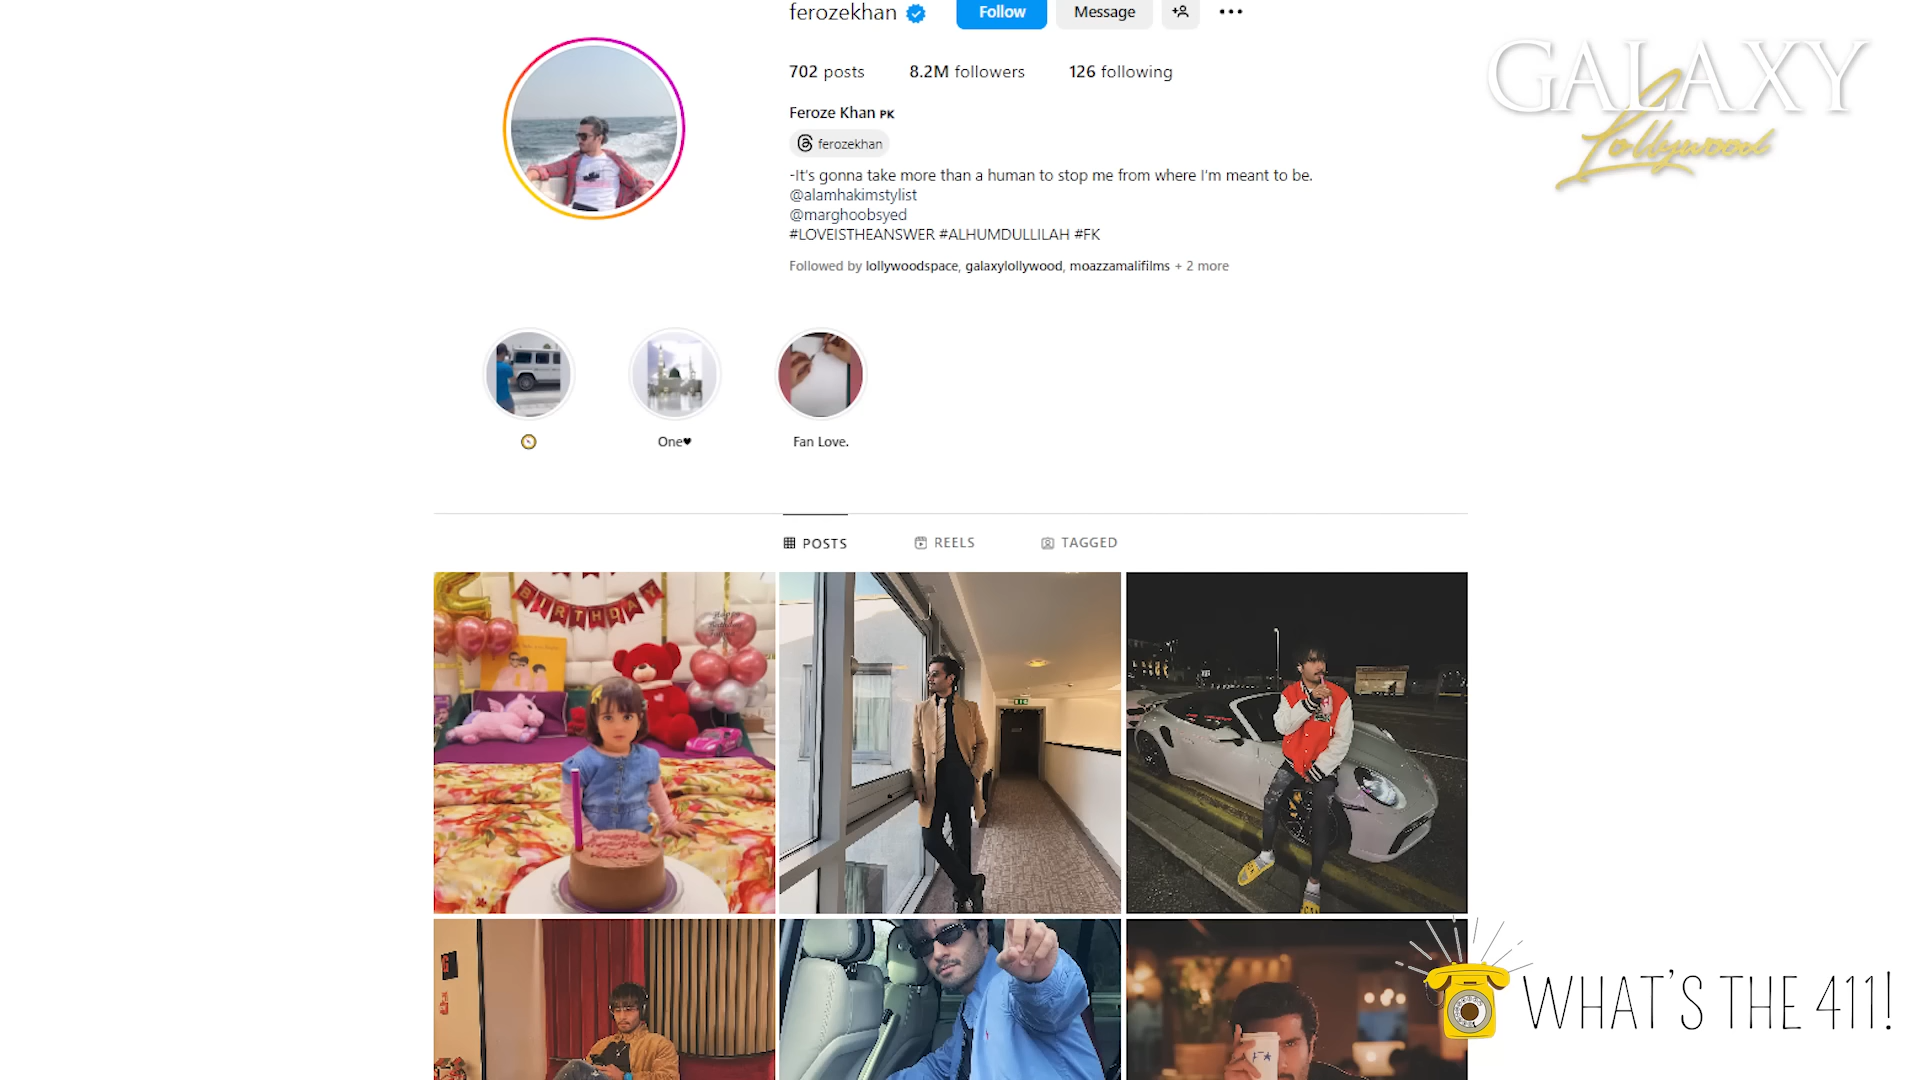 ferozekhan
Follow
Message
702 posts
8.2M followers
126 following
Feroze Khan PK
ferozekhan
-It's gonna take more than a human to stop me from where I'm meant to be.
@alamhakimstylist
@marghoobsyed
#LOVEISTHEANSWER #ALHUMDULLILAH #FK
Followed by lollywoodspace, galaxylollywood, moazzamalifilms + 2 more
GALAXY
Lollywood
One♥
Fan Love.
POSTS
REELS
TAGGED
BIRTHDAY
Happy
Birthday
WHAT'S THE 411!